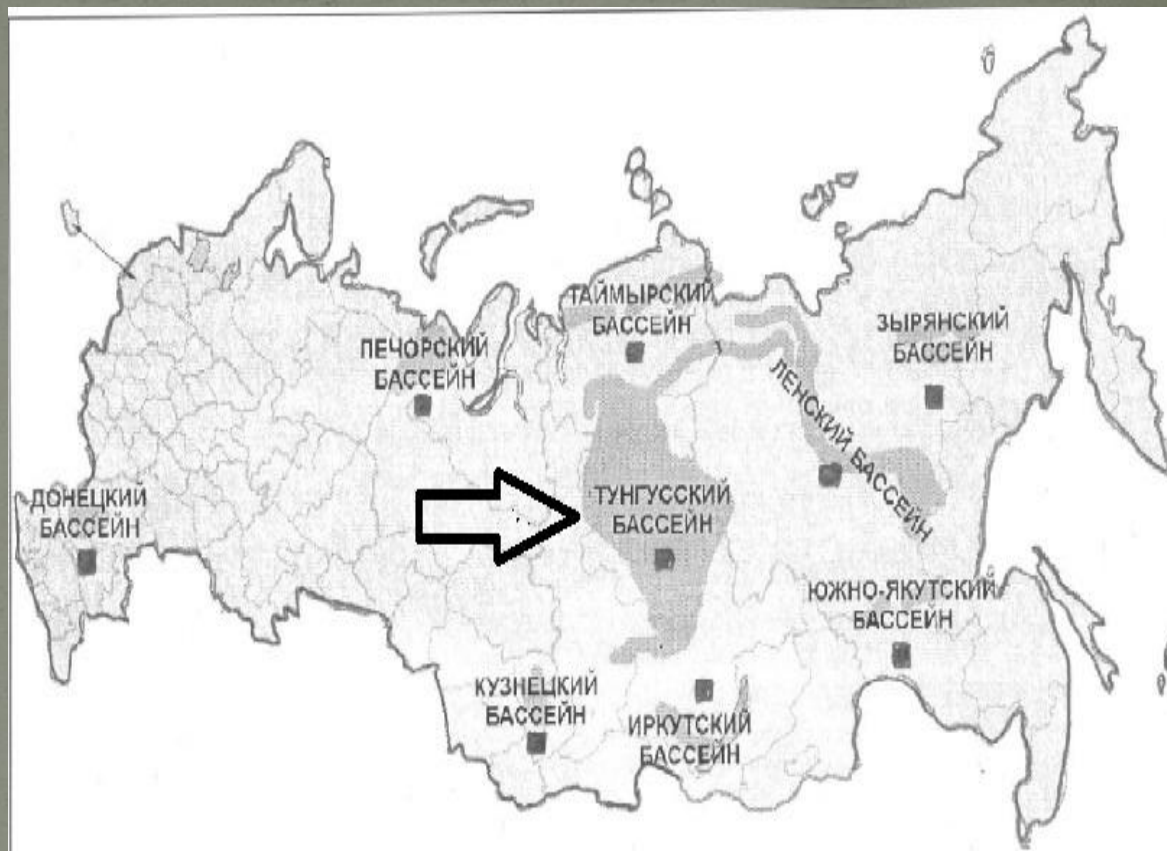 ТАЙМЫРСКИЙ
БАССЕЙН
ЗЫРЯНСКИЙ
БАССЕЙН
ПЕЧОРСКИЙ
БАССЕЙН
ЛЕНСКИЙ БАССЕЙН
ДОНЕЦКИЙ
БАССЕЙН
ТУНГУССКИЙ
БАССЕЙН
ЮЖНО-ЯКУТСКИЙ
БАССЕЙН
КУЗНЕЦКИЙ
БАССЕЙН
ИРКУТСКИЙ
БАССЕЙН